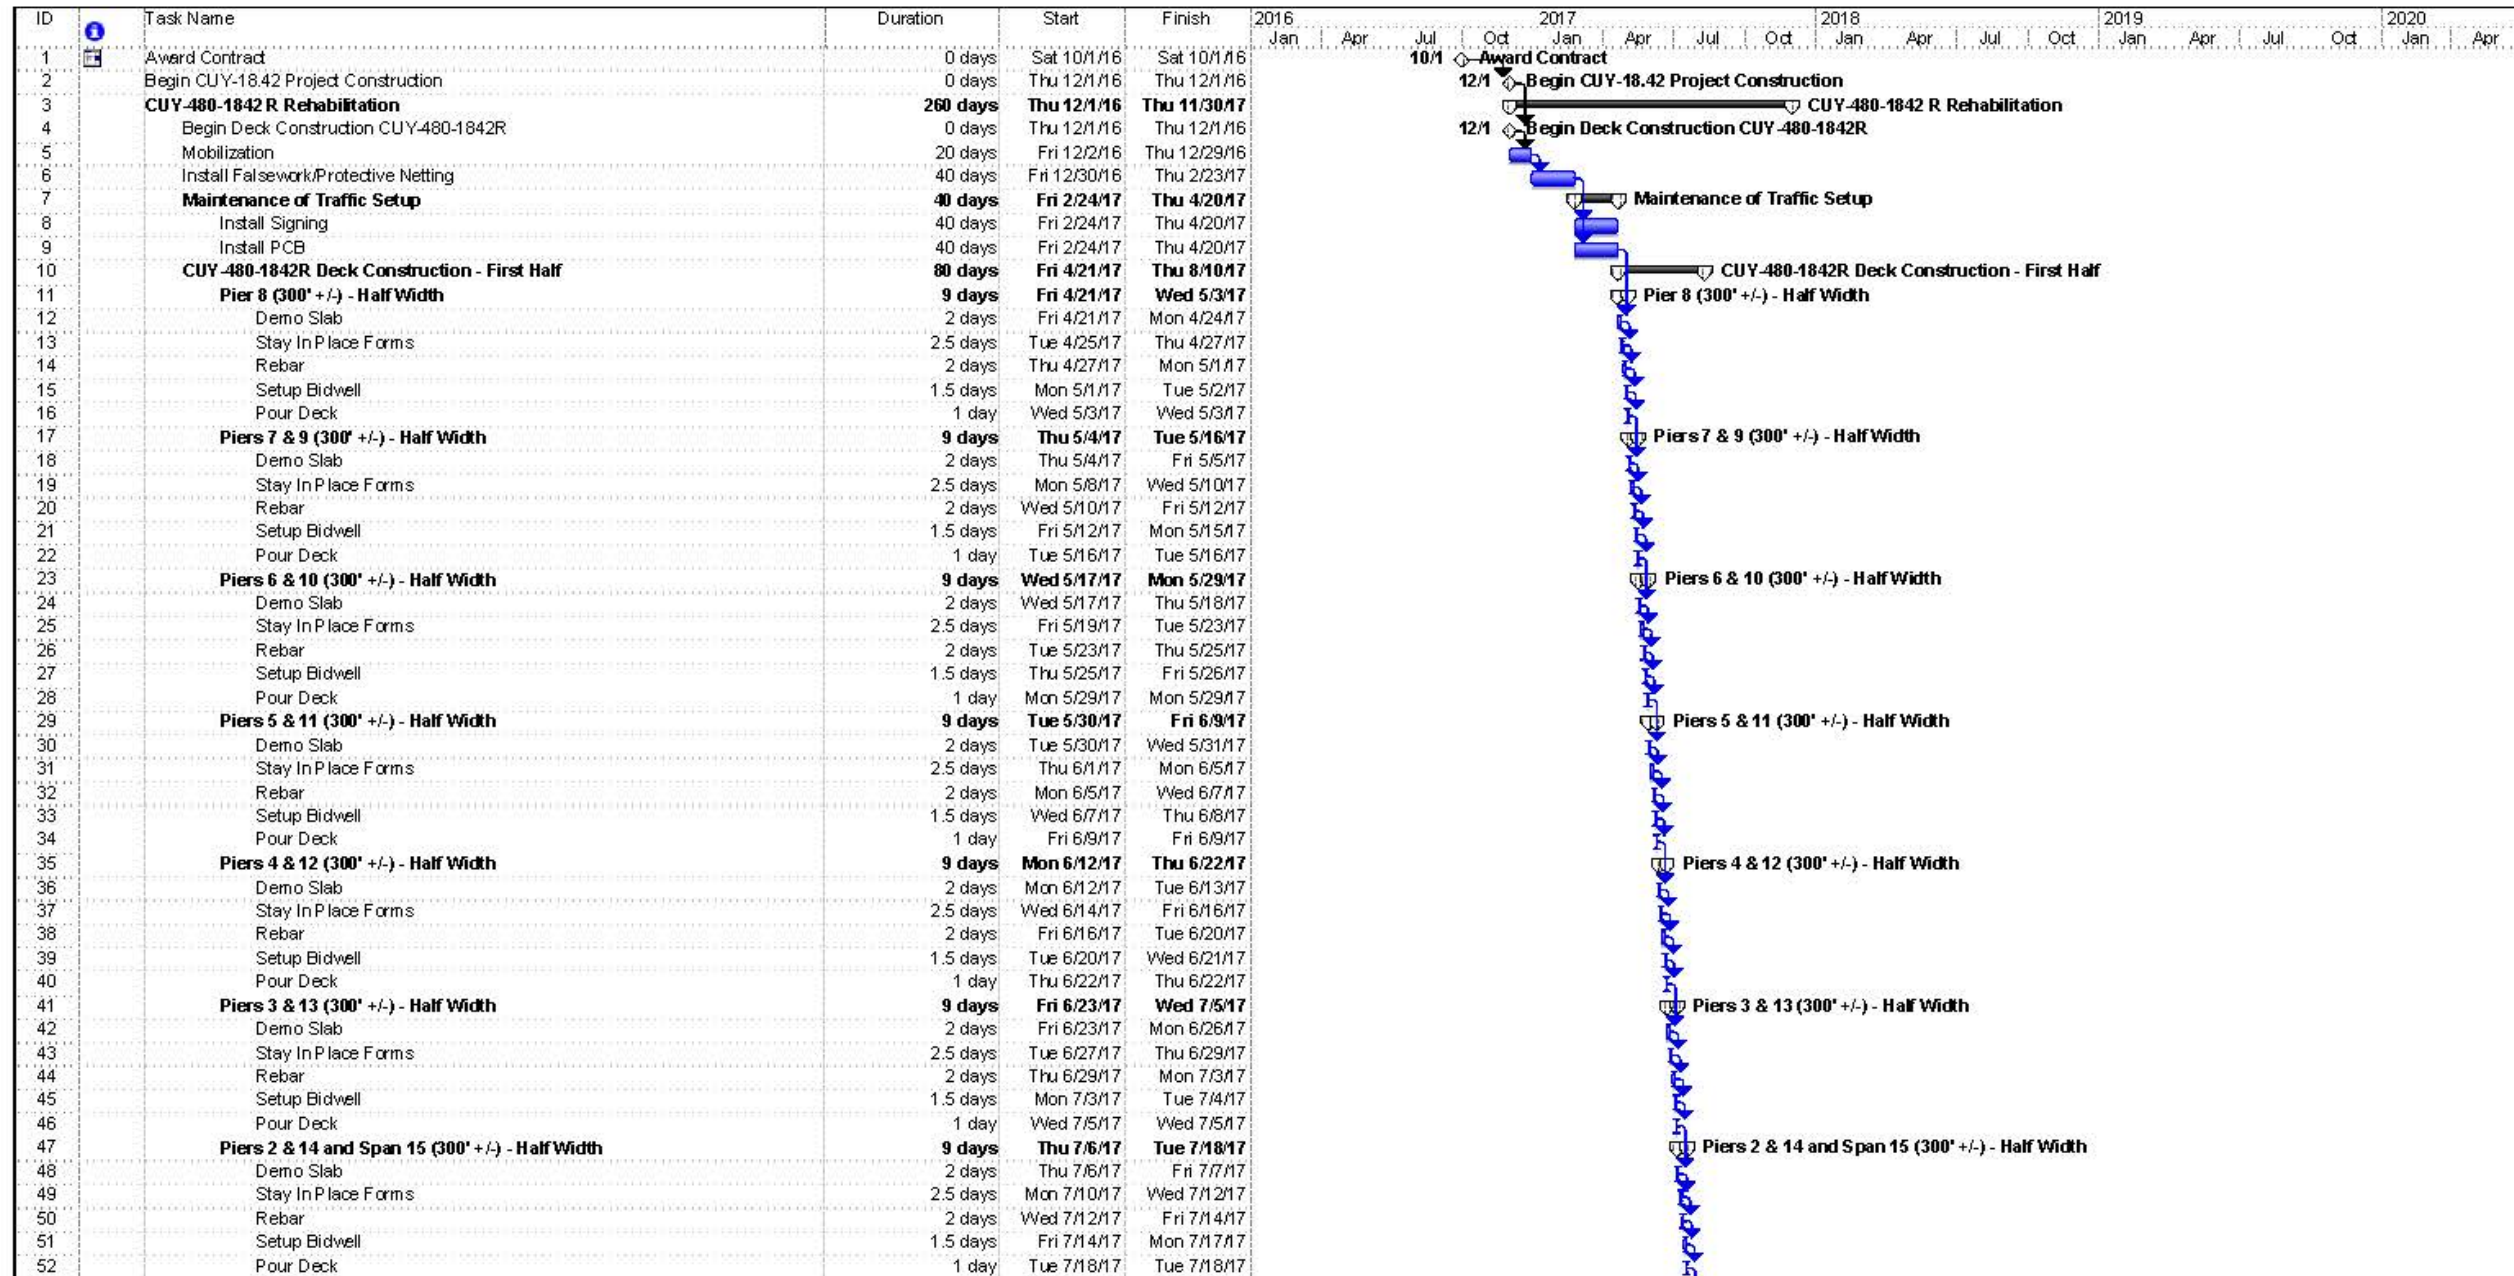 ID Task Name Duration Start Finish 2016 2017 2018 2019 2020
Jan Apr Jul Oct Jan Apr Jul Oct Jan Apr Jul Oct Jan Apr Jul Oct Jan Apr
1 Award Contract 0 days Sat 10/1/16 Sat 10/1/16 10/1 Award Contract
2 Begin CUY-18.42 Project Construction 0 days Thu 12/1/16 Thu 12/1/16 12/1 Begin CUY-18.42 Project Construction
3 CUY-480-1842 R Rehabilitation 260 days Thu 12/1/16 Thu 11/30/17 CUY-480-1842 R Rehabilitation
4 Begin Deck Construction CUY-480-1842R 0 days Thu 12/1/16 Thu 12/1/16 12/1 Begin Deck Construction CUY-480-1842R
5 Mobilization 20 days Fri 12/2/16 Thu 12/29/16
6 Install Falsework/Protective Netting 40 days Fri 12/30/16 Thu 2/23/17
7 Maintenance of Traffic Setup 40 days Fri 2/24/17 Thu 4/20/17 Maintenance of Traffic Setup
8 Install Signing 40 days Fri 2/24/17 Thu 4/20/17
9 Install PCB 40 days Fri 2/24/17 Thu 4/20/17
10 CUY-480-1842R Deck Construction - First Half 80 days Fri 4/21/17 Thu 8/10/17 CUY-480-1842R Deck Construction - First Half
11 Pier 8 (300' +/-) - Half Width 9 days Fri 4/21/17 Wed 5/3/17 Pier 8 (300' +/-) - Half Width
12 Demo Slab 2 days Fri 4/21/17 Mon 4/24/17
13 Stay In Place Forms 2.5 days Tue 4/25/17 Thu 4/27/17
14 Rebar 2 days Thu 4/27/17 Mon 5/1/17
15 Setup Bidwell 1.5 days Mon 5/1/17 Tue 5/2/17
16 Pour Deck 1 day Wed 5/3/17 Wed 5/3/17
17 Piers 7 & 9 (300' +/-) - Half Width 9 days Thu 5/4/17 Tue 5/16/17 Piers 7 & 9 (300' +/-) - Half Width
18 Demo Slab 2 days Thu 5/4/17 Fri 5/5/17
19 Stay In Place Forms 2.5 days Mon 5/8/17 Wed 5/10/17
20 Rebar 2 days Wed 5/10/17 Fri 5/12/17
21 Setup Bidwell 1.5 days Fri 5/12/17 Mon 5/15/17
22 Pour Deck 1 day Tue 5/16/17 Tue 5/16/17
23 Piers 6 & 10 (300' +/-) - Half Width 9 days Wed 5/17/17 Mon 5/29/17 Piers 6 & 10 (300' +/-) - Half Width
24 Demo Slab 2 days Wed 5/17/17 Thu 5/18/17
25 Stay In Place Forms 2.5 days Fri 5/19/17 Tue 5/23/17
26 Rebar 2 days Tue 5/23/17 Thu 5/25/17
27 Setup Bidwell 1.5 days Thu 5/25/17 Fri 5/26/17
28 Pour Deck 1 day Mon 5/29/17 Mon 5/29/17
29 Piers 5 & 11 (300' +/-) - Half Width 9 days Tue 5/30/17 Fri 6/9/17 Piers 5 & 11 (300' +/-) - Half Width
30 Demo Slab 2 days Tue 5/30/17 Wed 5/31/17
31 Stay In Place Forms 2.5 days Thu 6/1/17 Mon 6/5/17
32 Rebar 2 days Mon 6/5/17 Wed 6/7/17
33 Setup Bidwell 1.5 days Wed 6/7/17 Thu 6/8/17
34 Pour Deck 1 day Fri 6/9/17 Fri 6/9/17
35 Piers 4 & 12 (300' +/-) - Half Width 9 days Mon 6/12/17 Thu 6/22/17 Piers 4 & 12 (300' +/-) - Half Width
36 Demo Slab 2 days Mon 6/12/17 Tue 6/13/17
37 Stay In Place Forms 2.5 days Wed 6/14/17 Fri 6/16/17
38 Rebar 2 days Fri 6/16/17 Tue 6/20/17
39 Setup Bidwell 1.5 days Tue 6/20/17 Wed 6/21/17
40 Pour Deck 1 day Thu 6/22/17 Thu 6/22/17
41 Piers 3 & 13 (300' +/-) - Half Width 9 days Fri 6/23/17 Wed 7/5/17 Piers 3 & 13 (300' +/-) - Half Width
42 Demo Slab 2 days Fri 6/23/17 Mon 6/26/17
43 Stay In Place Forms 2.5 days Tue 6/27/17 Thu 6/29/17
44 Rebar 2 days Thu 6/29/17 Mon 7/3/17
45 Setup Bidwell 1.5 days Mon 7/3/17 Tue 7/4/17
46 Pour Deck 1 day Wed 7/5/17 Wed 7/5/17
47 Piers 2 & 14 and Span 15 (300' +/-) - Half Width 9 days Thu 7/6/17 Tue 7/18/17 Piers 2 & 14 and Span 15 (300' +/-) - Half Width
48 Demo Slab 2 days Thu 7/6/17 Fri 7/7/17
49 Stay In Place Forms 2.5 days Mon 7/10/17 Wed 7/12/17
50 Rebar 2 days Wed 7/12/17 Fri 7/14/17
51 Setup Bidwell 1.5 days Fri 7/14/17 Mon 7/17/17
52 Pour Deck 1 day Tue 7/18/17 Tue 7/18/17